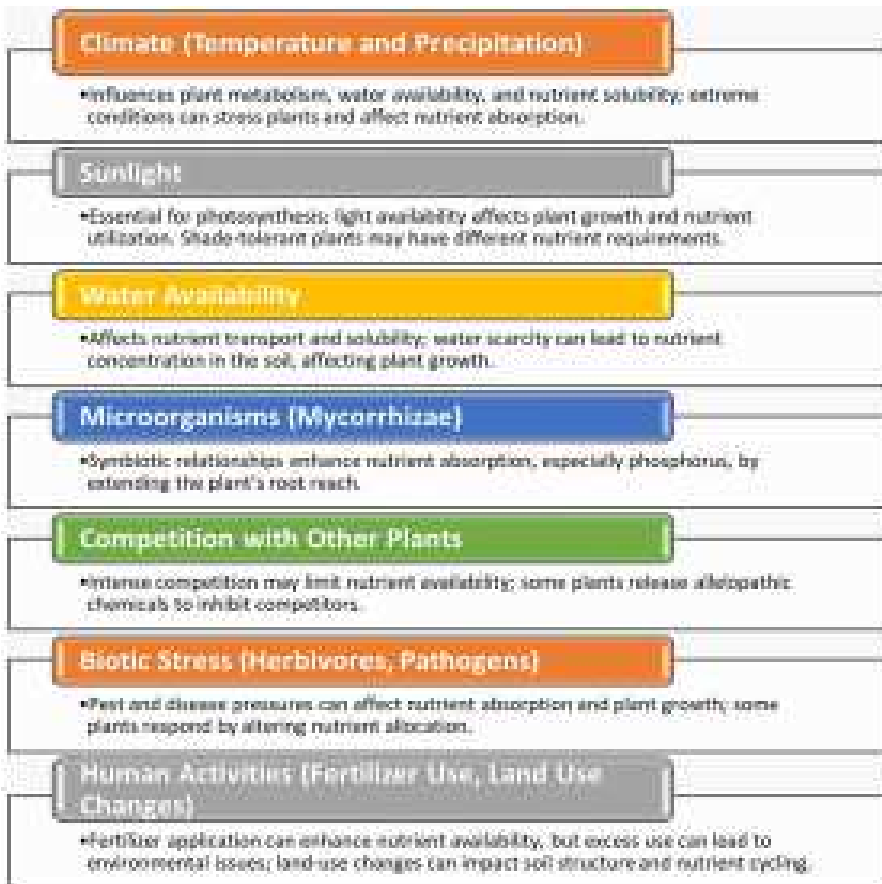 Climate (Temperature and Precipitation)
•Influences plant metabolism, water availability, and nutrient solubility; extreme
conditions can stress plants and affect nutrient absorption.
Sunlight
•Essential for photosynthesis; light availability affects plant growth and nutrient
utilization. Shade-tolerant plants may have different nutrient requirements.
Water Availability
•Affects nutrient transport and solubility; water scarcity can lead to nutrient
concentration in the soil, affecting plant growth.
Microorganisms (Mycorrhizae)
•Symbiotic relationships enhance nutrient absorption, especially phosphorus, by
extending the plant's root reach.
Competition with Other Plants
•Intense competition may limit nutrient availability; some plants release allelopathic
chemicals to inhibit competitors.
Biotic Stress (Herbivores, Pathogens)
•Pest and disease pressures can affect nutrient absorption and plant growth; some
plants respond by altering nutrient allocation.
Human Activities (Fertilizer Use, Land Use
Changes)
•Fertilizer application can enhance nutrient availability, but excess use can lead to
environmental issues; land-use changes can impact soil structure and nutrient cycling.